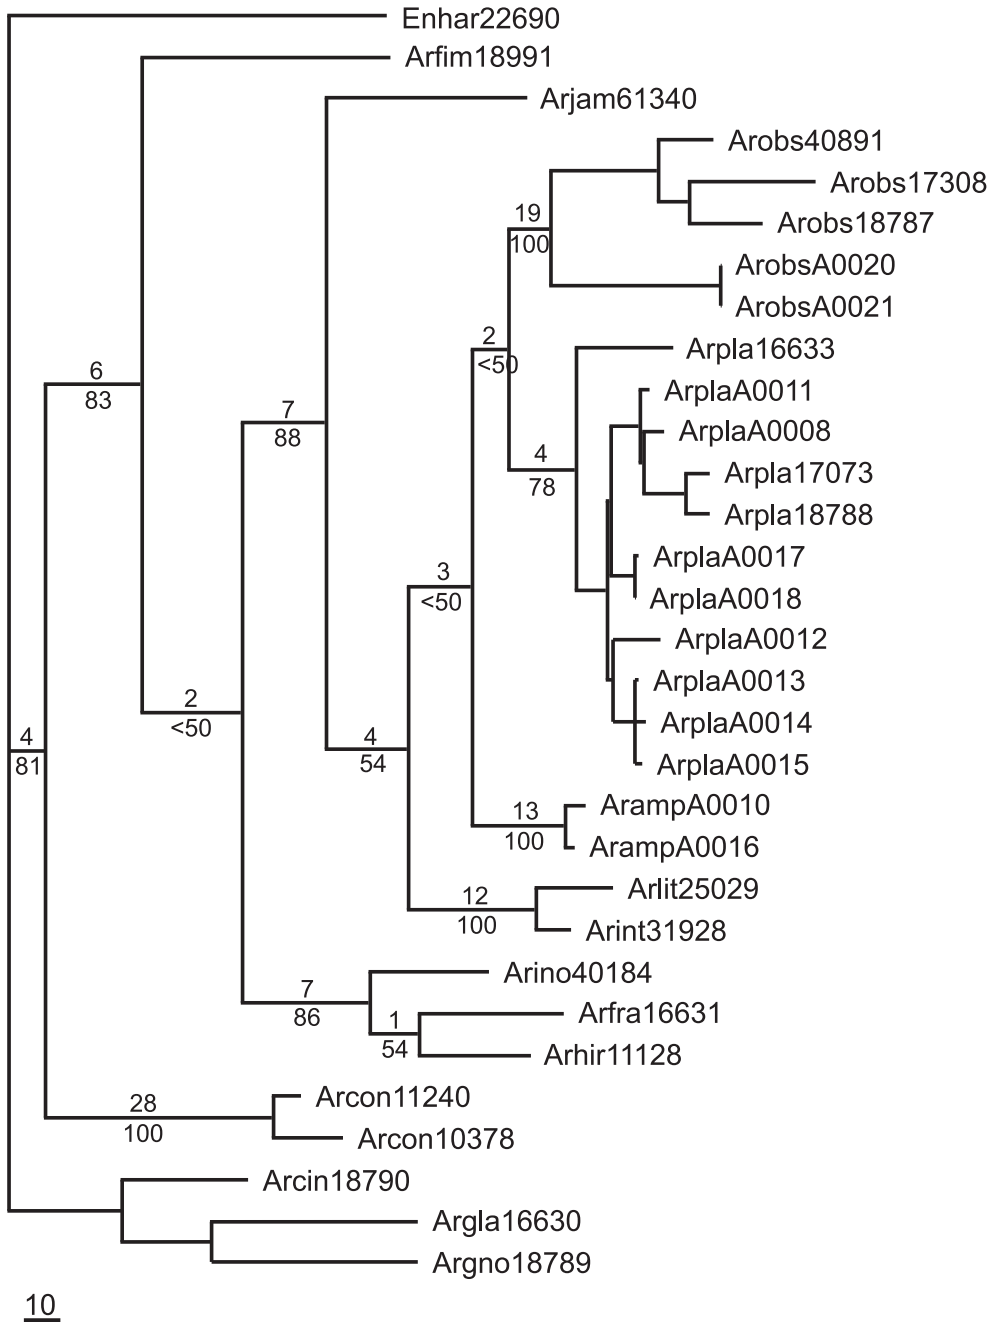 Enhar22690
Arfim18991
Arjam61340
Arobs40891
Arobs17308
19
Arobs18787
100
ArobsA0020
ArobsA0021
2
Arpla16633
<50
6
ArplaA0011
83
7
ArplaA0008
88
4
Arpla17073
78
Arpla18788
ArplaA0017
3
ArplaA0018
<50
ArplaA0012
ArplaA0013
2
<50
ArplaA0014
4
4
81
54
ArplaA0015
13
ArampA0010
100
ArampA0016
12
Arlit25029
100
Arint31928
Arino40184
7
86
1
Arfra16631
54
Arhir11128
28
Arcon11240
100
Arcon10378
Arcin18790
Argla16630
Argno18789
10